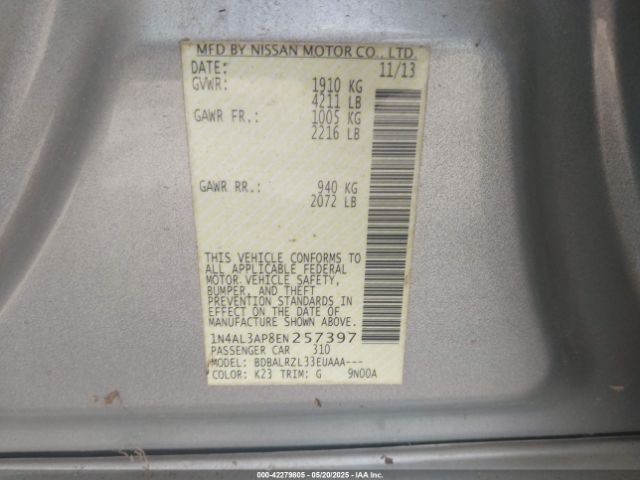 MFD BY NISSAN MOTOR CO., LTD.
DATE: 11/13
GVWR: 1910 KG
4211 LB
GAWR FR.: 1005 KG
2216 LB
GAWR RR.: 940 KG
2072 LB
THIS VEHICLE CONFORMS TO
ALL APPLICABLE FEDERAL
MOTOR VEHICLE SAFETY,
BUMPER, AND THEFT
PREVENTION STANDARDS IN
EFFECT ON THE DATE OF
MANUFACTURE SHOWN ABOVE.
1N4AL3AP8EN257397
PASSENGER CAR 310
MODEL: BDBALRZL33EUAAA---
COLOR: K23 TRIM: G 9N00A
000-42279805 — 05/20/2025 — IAA Inc.